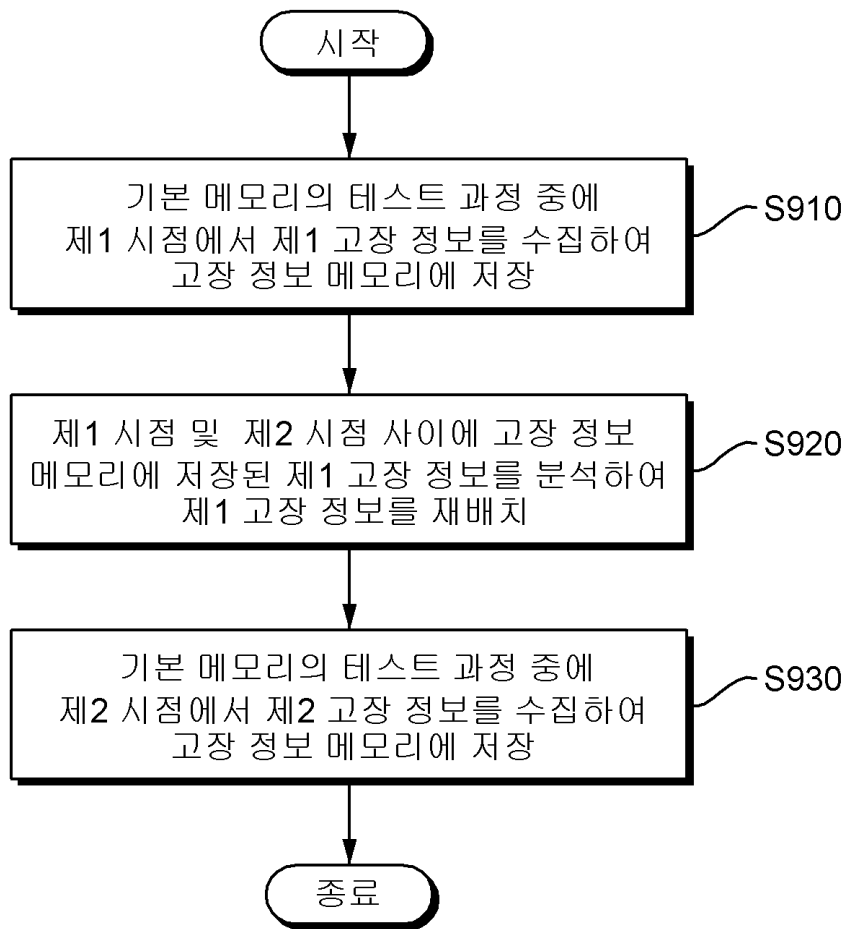 시작
기본 메모리의 테스트 과정 중에
제1 시점에서 제1 고장 정보를 수집하여
고장 정보 메모리에 저장
S910
제1 시점 및 제2 시점 사이에 고장 정보
메모리에 저장된 제1 고장 정보를 분석하여
제1 고장 정보를 재배치
S920
기본 메모리의 테스트 과정 중에
제2 시점에서 제2 고장 정보를 수집하여
고장 정보 메모리에 저장
S930
종료